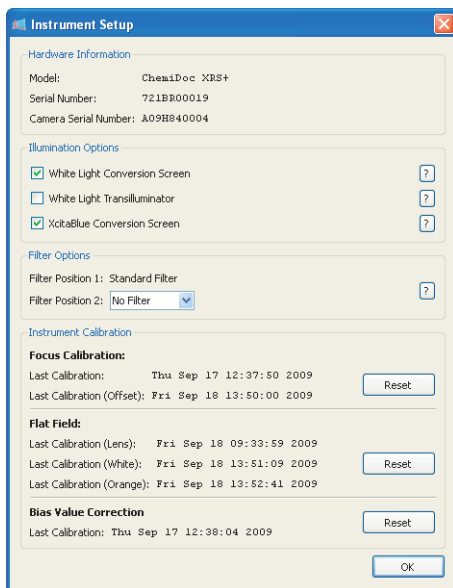 Instrument Setup
Hardware Information
Model: ChemiDoc XRS+
Serial Number: 721BR00019
Camera Serial Number: A09H840004
Illumination Options
White Light Conversion Screen ?
White Light Transilluminator ?
XcitaBlue Conversion Screen ?
Filter Options
Filter Position 1: Standard Filter
Filter Position 2: No Filter
?
Instrument Calibration
Focus Calibration:
Last Calibration: Thu Sep 17 12:37:50 2009
Reset
Last Calibration (Offset): Fri Sep 18 13:50:00 2009
Flat Field:
Last Calibration (Lens): Fri Sep 18 09:33:59 2009
Last Calibration (White): Fri Sep 18 13:51:09 2009 Reset
Last Calibration (Orange): Fri Sep 18 13:52:41 2009
Bias Value Correction
Reset
Last Calibration: Thu Sep 17 12:38:04 2009
OK